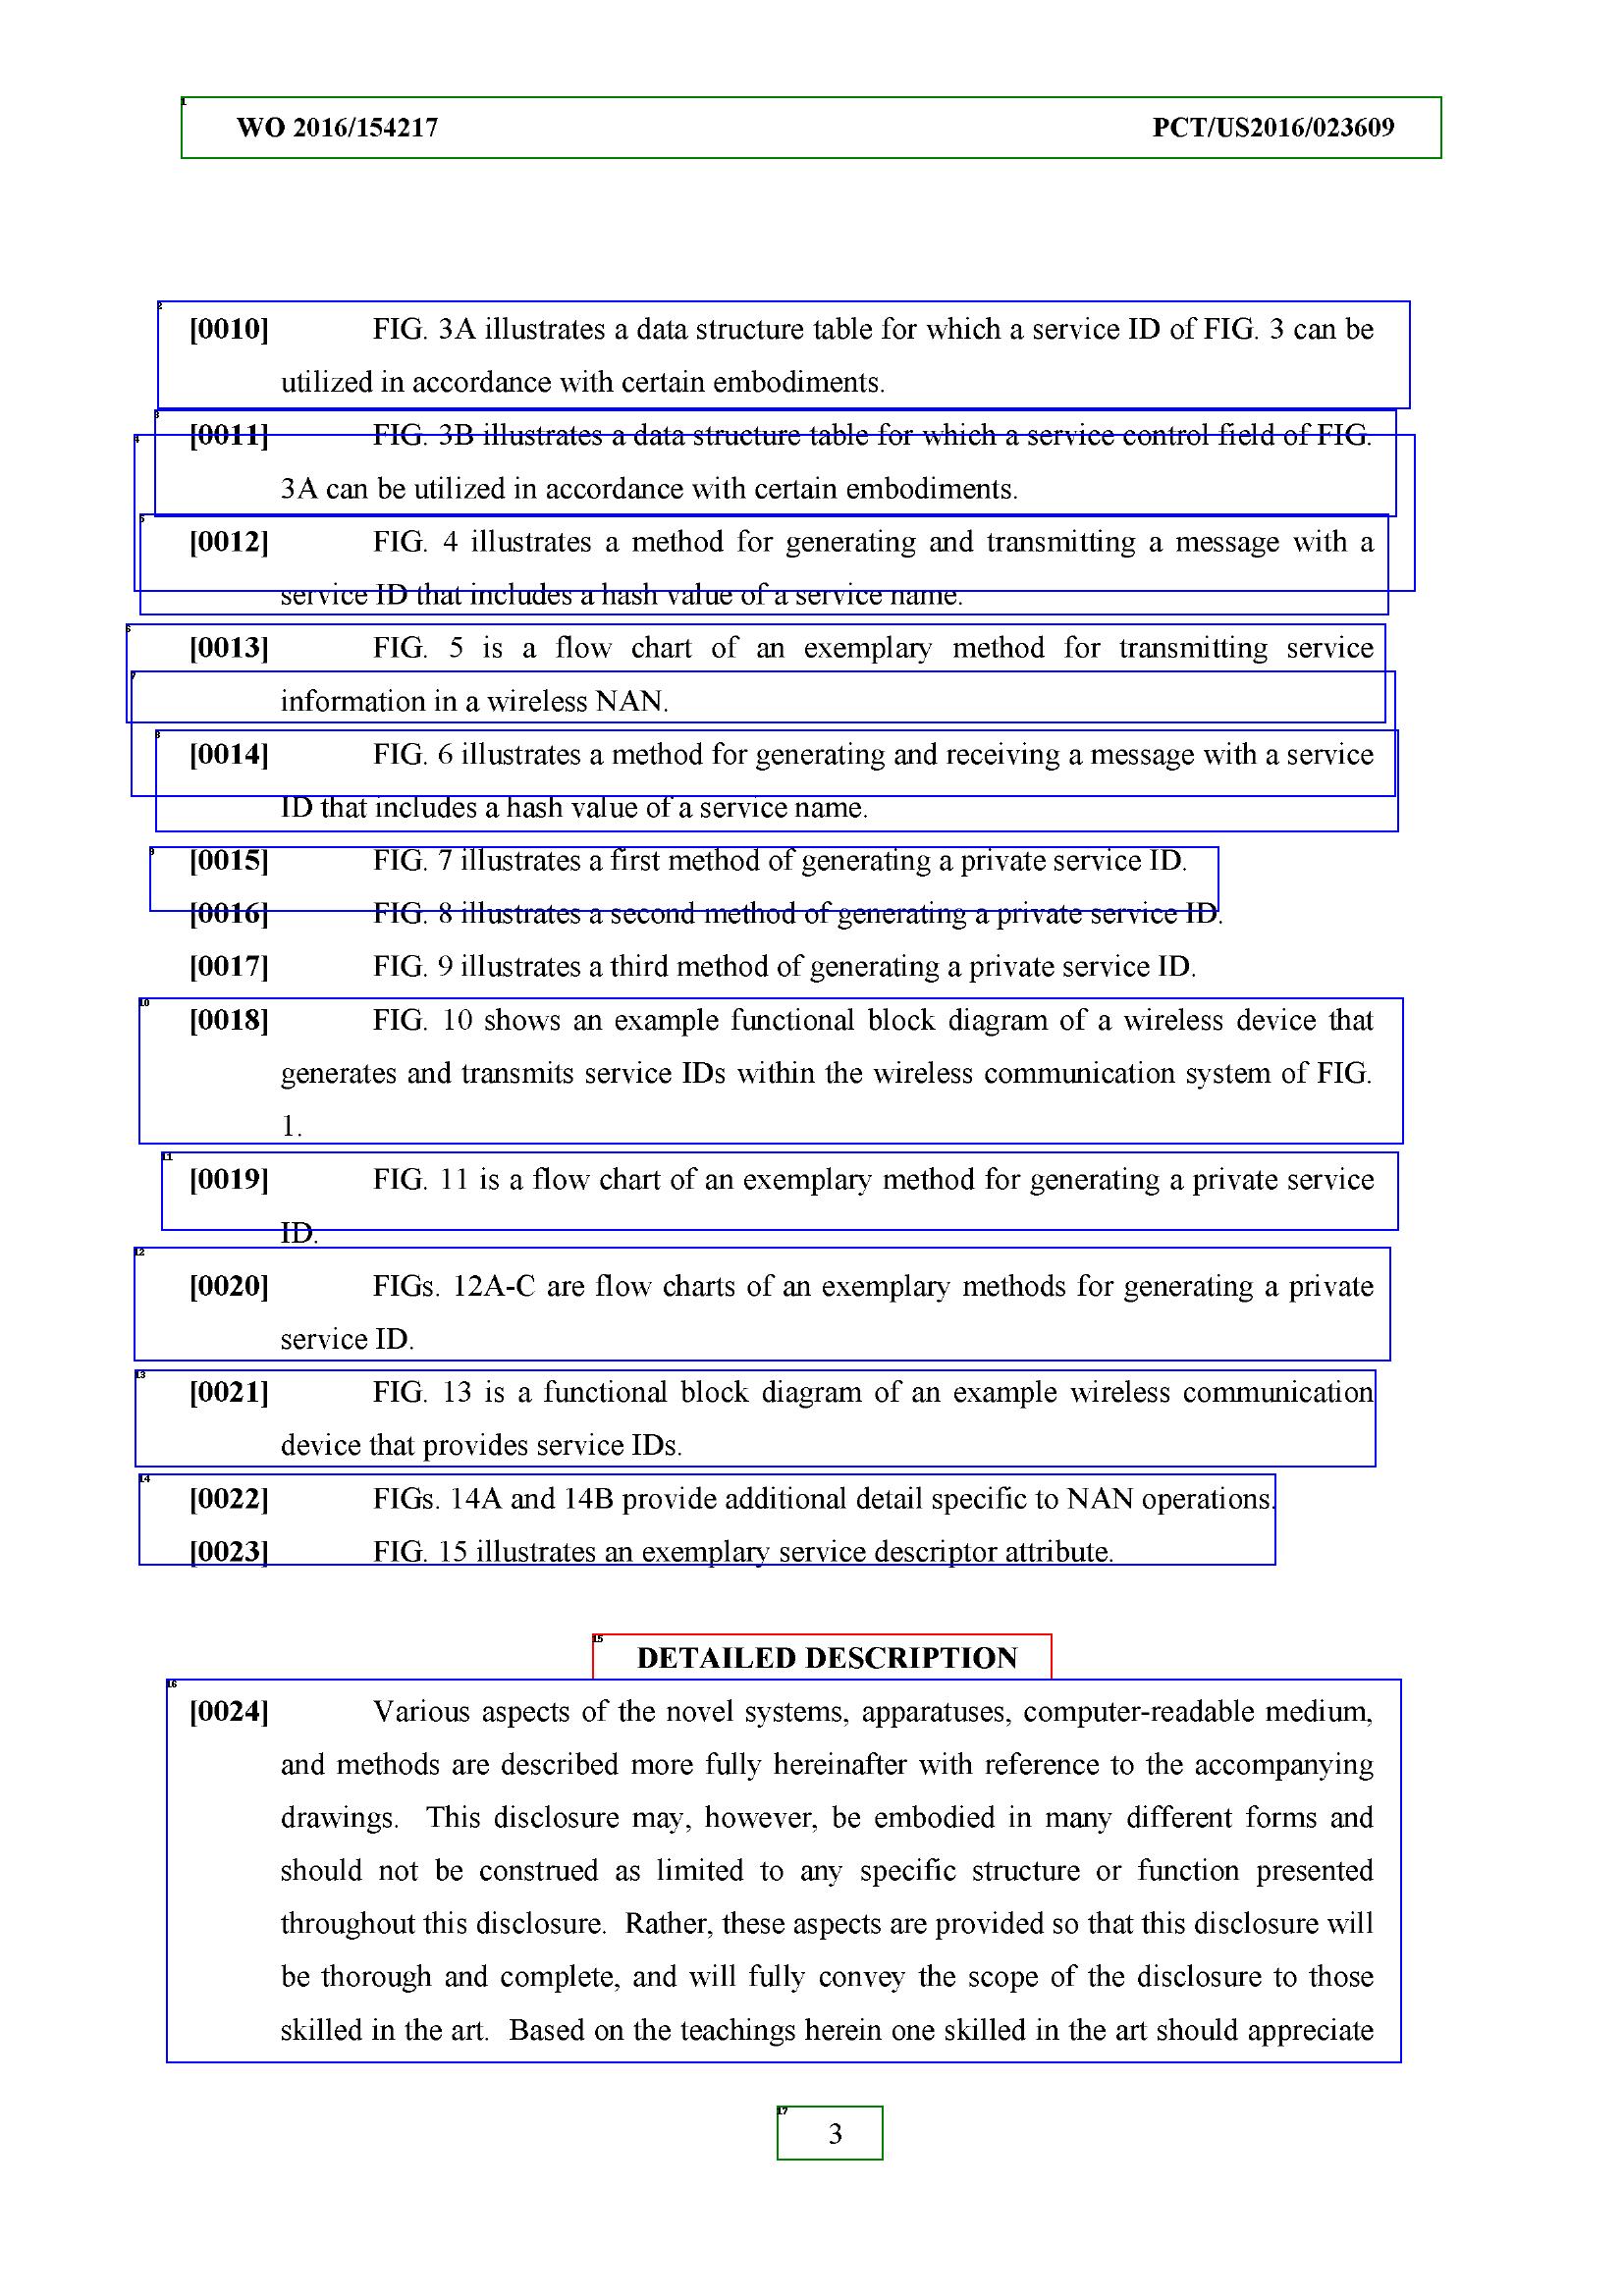 1
WO 2016/154217 PCT/US2016/023609
2
[0010] FIG. 3A illustrates a data structure table for which a service ID of FIG. 3 can be
utilized in accordance with certain embodiments.
3
[0011] FIG. 3B illustrates a data structure table for which a service control field of FIG.
4
3A can be utilized in accordance with certain embodiments.
5
[0012] FIG. 4 illustrates a method for generating and transmitting a message with a
service ID that includes a hash value of a service name.
6
[0013] FIG. 5 is a flow chart of an exemplary method for transmitting service
7
information in a wireless NAN.
8
[0014] FIG. 6 illustrates a method for generating and receiving a message with a service
ID that includes a hash value of a service name.
9
[0015] FIG. 7 illustrates a first method of generating a private service ID.
[0016] FIG. 8 illustrates a second method of generating a private service ID.
[0017] FIG. 9 illustrates a third method of generating a private service ID.
10
[0018] FIG. 10 shows an example functional block diagram of a wireless device that
generates and transmits service IDs within the wireless communication system of FIG.
1.
11
[0019] FIG. 11 is a flow chart of an exemplary method for generating a private service
ID.
12
[0020] FIGs. 12A-C are flow charts of an exemplary methods for generating a private
service ID.
13
[0021] FIG. 13 is a functional block diagram of an example wireless communication
device that provides service IDs.
14
[0022] FIGs. 14A and 14B provide additional detail specific to NAN operations.
[0023] FIG. 15 illustrates an exemplary service descriptor attribute.
15
DETAILED DESCRIPTION
16
[0024] Various aspects of the novel systems, apparatuses, computer-readable medium,
and methods are described more fully hereinafter with reference to the accompanying
drawings. This disclosure may, however, be embodied in many different forms and
should not be construed as limited to any specific structure or function presented
throughout this disclosure. Rather, these aspects are provided so that this disclosure will
be thorough and complete, and will fully convey the scope of the disclosure to those
skilled in the art. Based on the teachings herein one skilled in the art should appreciate
17
3